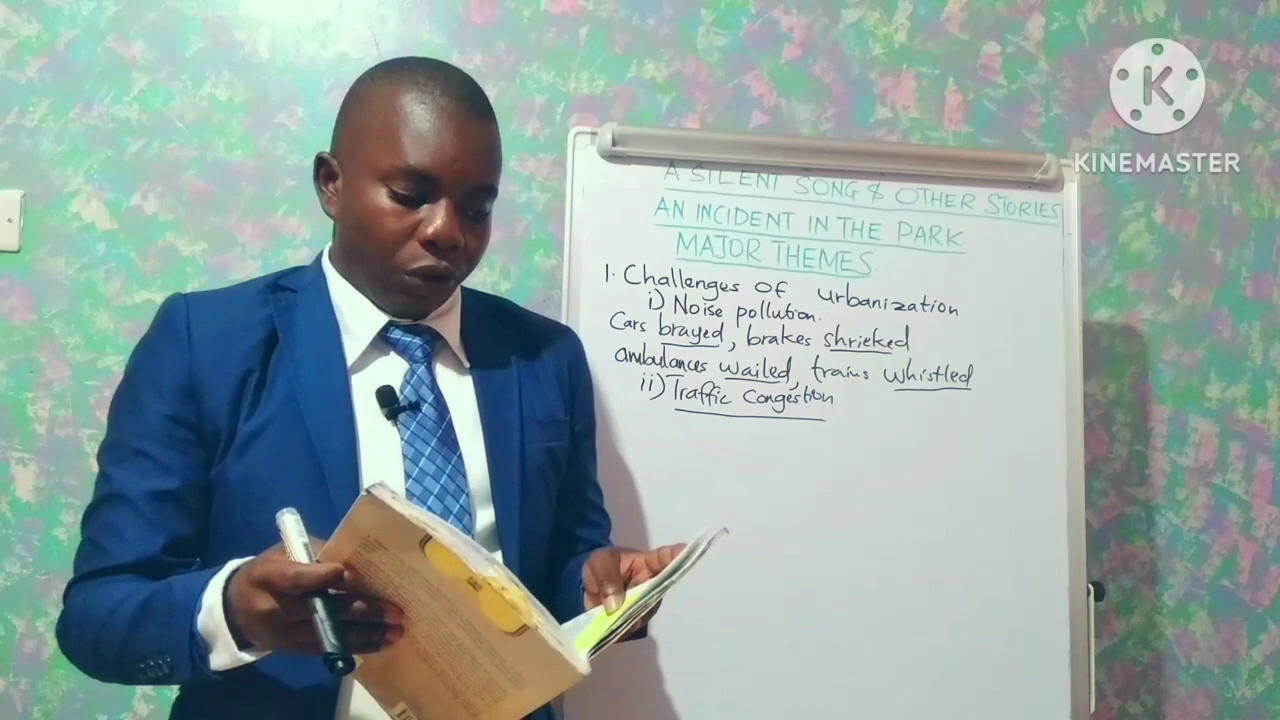 KINEMASTER
A SILENT SONG & OTHER STORIES
AN INCIDENT IN THE PARK
MAJOR THEMES
1. Challenges of urbanization
i) Noise pollution.
Cars brayed, brakes shrieked
ambulances wailed, trains whistled
ii) Traffic Congestion